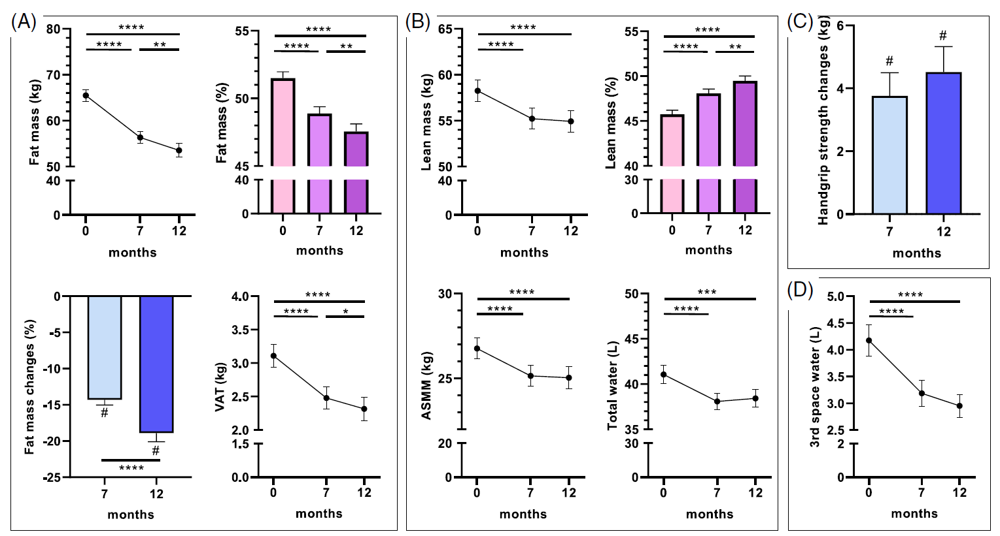 (A)
Fat mass (kg)
80
70
60
50
40
0
****
****
**
0 7 12
months
Fat mass (%)
55
50
45
40
0
****
****
**
0 7 12
months
Fat mass changes (%)
0
-5
-10
-15
-20
-25
#
#
****
7 12
months
VAT (kg)
4.0
3.5
3.0
2.5
2.0
1.5
0.0
****
****
*
0 7 12
months
(B)
Lean mass (kg)
65
60
55
50
40
0
****
****
0 7 12
months
Lean mass (%)
55
50
45
40
30
0
****
****
**
0 7 12
months
ASMM (kg)
30
25
20
0
****
****
0 7 12
months
Total water (L)
50
45
40
35
30
0
***
****
0 7 12
months
(C)
Handgrip strength changes (kg)
6
4
2
0
#
#
7 12
months
(D)
3rd space water (L)
5.0
4.5
4.0
3.5
3.0
2.5
2
0
****
****
0 7 12
months